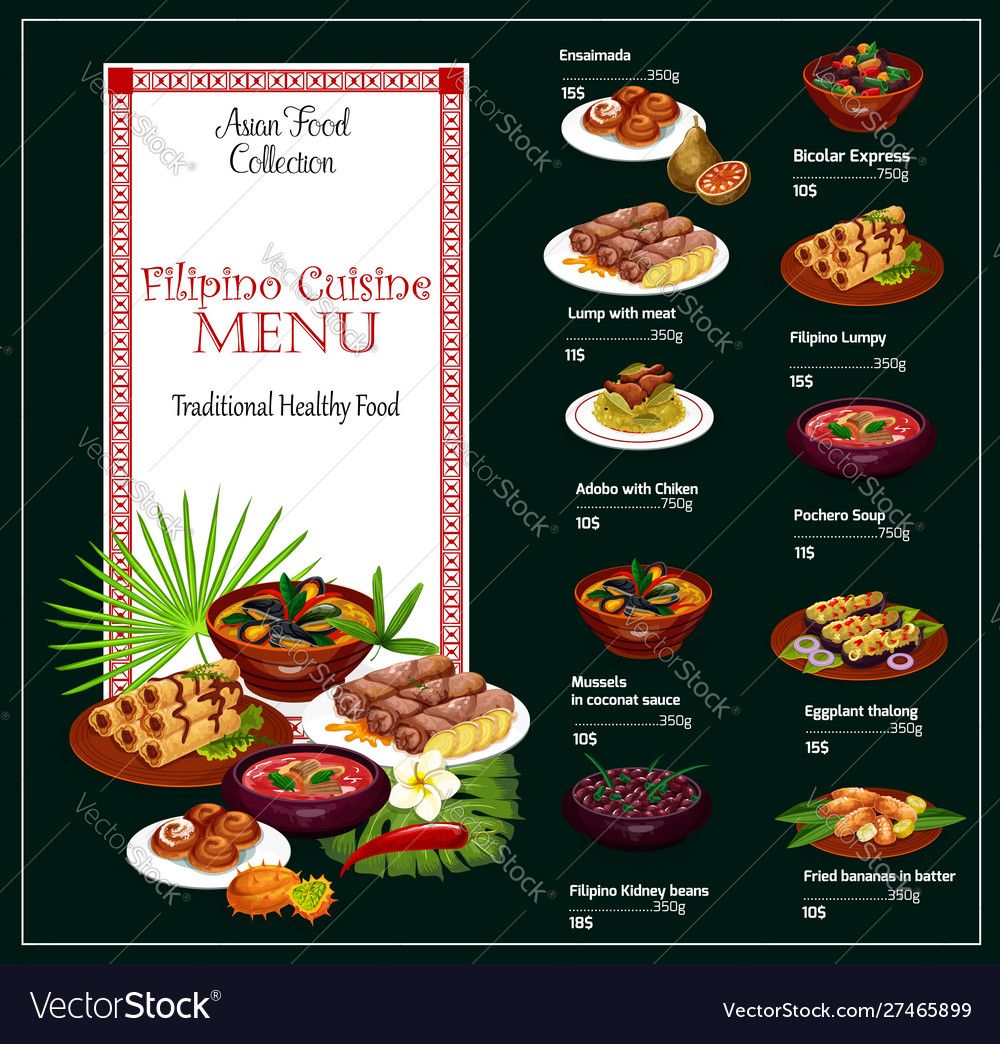 Asian Food
Collection
Filipino Cuisine
MENU
Traditional Healthy Food
Ensaimada
....................350g
15$
Lump with meat
....................350g
11$
Adobo with Chiken
....................750g
10$
Mussels
in coconat sauce
....................350g
10$
Filipino Kidney beans
....................350g
18$
Bicolar Express
....................750g
10$
Filipino Lumpy
....................350g
15$
Pochero Soup
....................750g
11$
Eggplant thalong
....................350g
15$
Fried bananas in batter
....................350g
10$
VectorStock®
VectorStock.com/27465899